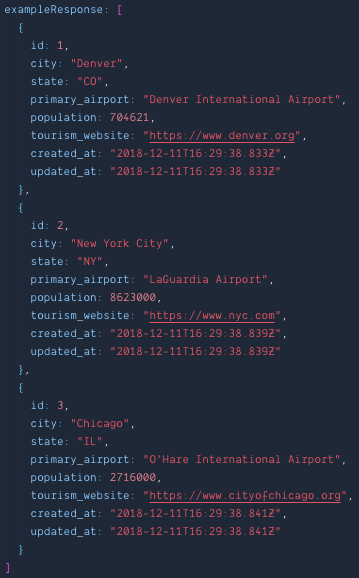 exampleResponse: [
  {
    id: 1,
    city: "Denver",
    state: "CO",
    primary_airport: "Denver International Airport",
    population: 704621,
    tourism_website: "https://www.denver.org",
    created_at: "2018-12-11T16:29:38.833Z",
    updated_at: "2018-12-11T16:29:38.833Z"
  },
  {
    id: 2,
    city: "New York City",
    state: "NY",
    primary_airport: "LaGuardia Airport",
    population: 8623000,
    tourism_website: "https://www.nyc.com",
    created_at: "2018-12-11T16:29:38.839Z",
    updated_at: "2018-12-11T16:29:38.839Z"
  },
  {
    id: 3,
    city: "Chicago",
    state: "IL",
    primary_airport: "O'Hare International Airport",
    population: 2716000,
    tourism_website: "https://www.cityofchicago.org",
    created_at: "2018-12-11T16:29:38.841Z",
    updated_at: "2018-12-11T16:29:38.841Z"
  }
]